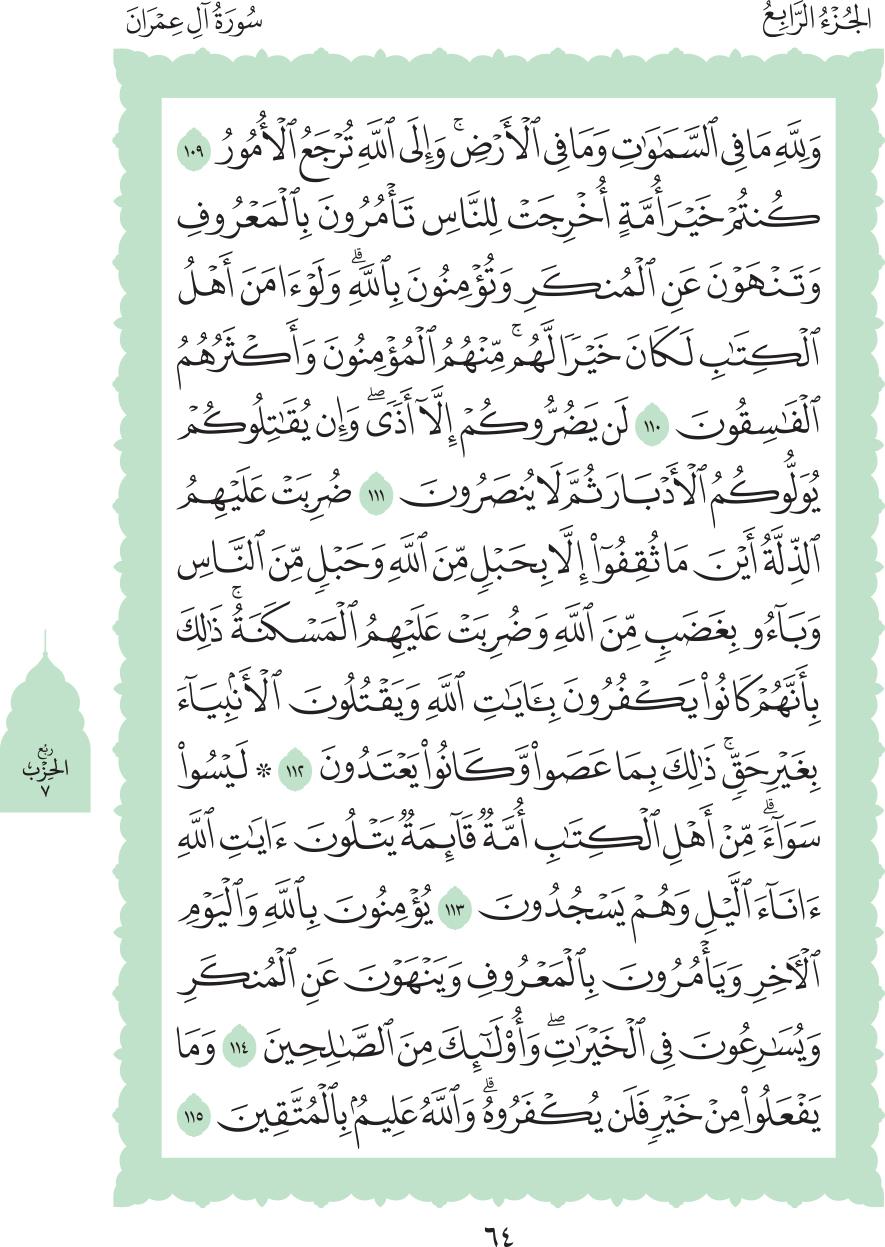 الجُزْءُ الرَّابِعُ
سُورَةُ آلِ عِمْرَانَ
وَلِلَّهِ مَا فِي ٱلسَّمَٰوَٰتِ وَمَا فِي ٱلْأَرْضِۚ وَإِلَى ٱللَّهِ تُرْجَعُ ٱلْأُمُورُ ١٠٩
كُنتُمْ خَيْرَ أُمَّةٍ أُخْرِجَتْ لِلنَّاسِ تَأْمُرُونَ بِٱلْمَعْرُوفِ
وَتَنْهَوْنَ عَنِ ٱلْمُنكَرِ وَتُؤْمِنُونَ بِٱللَّهِۗ وَلَوْ ءَامَنَ أَهْلُ
ٱلْكِتَٰبِ لَكَانَ خَيْرًا لَّهُمۚ مِّنْهُمُ ٱلْمُؤْمِنُونَ وَأَكْثَرُهُمُ
ٱلْفَٰسِقُونَ ١١٠ لَن يَضُرُّوكُمْ إِلَّآ أَذًىۖ وَإِن يُقَٰتِلُوكُمْ
يُوَلُّوكُمُ ٱلْأَدْبَارَ ثُمَّ لَا يُنصَرُونَ ١١١ ضُرِبَتْ عَلَيْهِمُ
ٱلذِّلَّةُ أَيْنَ مَا ثُقِفُوٓا۟ إِلَّا بِحَبْلٍ مِّنَ ٱللَّهِ وَحَبْلٍ مِّنَ ٱلنَّاسِ
وَبَآءُو بِغَضَبٍ مِّنَ ٱللَّهِ وَضُرِبَتْ عَلَيْهِمُ ٱلْمَسْكَنَةُۚ ذَٰلِكَ
بِأَنَّهُمْ كَانُوا۟ يَكْفُرُونَ بِـَٔايَٰتِ ٱللَّهِ وَيَقْتُلُونَ ٱلْأَنۢبِيَآءَ
بِغَيْرِ حَقٍّۚ ذَٰلِكَ بِمَا عَصَوا۟ وَّكَانُوا۟ يَعْتَدُونَ ١١٢ * لَيْسُوا۟
سَوَآءًۗ مِّنْ أَهْلِ ٱلْكِتَٰبِ أُمَّةٌ قَآئِمَةٌ يَتْلُونَ ءَايَٰتِ ٱللَّهِ
ءَانَآءَ ٱلَّيْلِ وَهُمْ يَسْجُدُونَ ١١٣ يُؤْمِنُونَ بِٱللَّهِ وَٱلْيَوْمِ
ٱلْءَاخِرِ وَيَأْمُرُونَ بِٱلْمَعْرُوفِ وَيَنْهَوْنَ عَنِ ٱلْمُنكَرِ
وَيُسَٰرِعُونَ فِي ٱلْخَيْرَٰتِۖ وَأُو۟لَٰٓئِكَ مِنَ ٱلصَّٰلِحِينَ ١١٤ وَمَا
يَفْعَلُوا۟ مِنْ خَيْرٍ فَلَن يُكْفَرُوهُۗ وَٱللَّهُ عَلِيمٌۢ بِٱلْمُتَّقِينَ ١١٥
رُبْع
الحِزْب
٧
٦٤